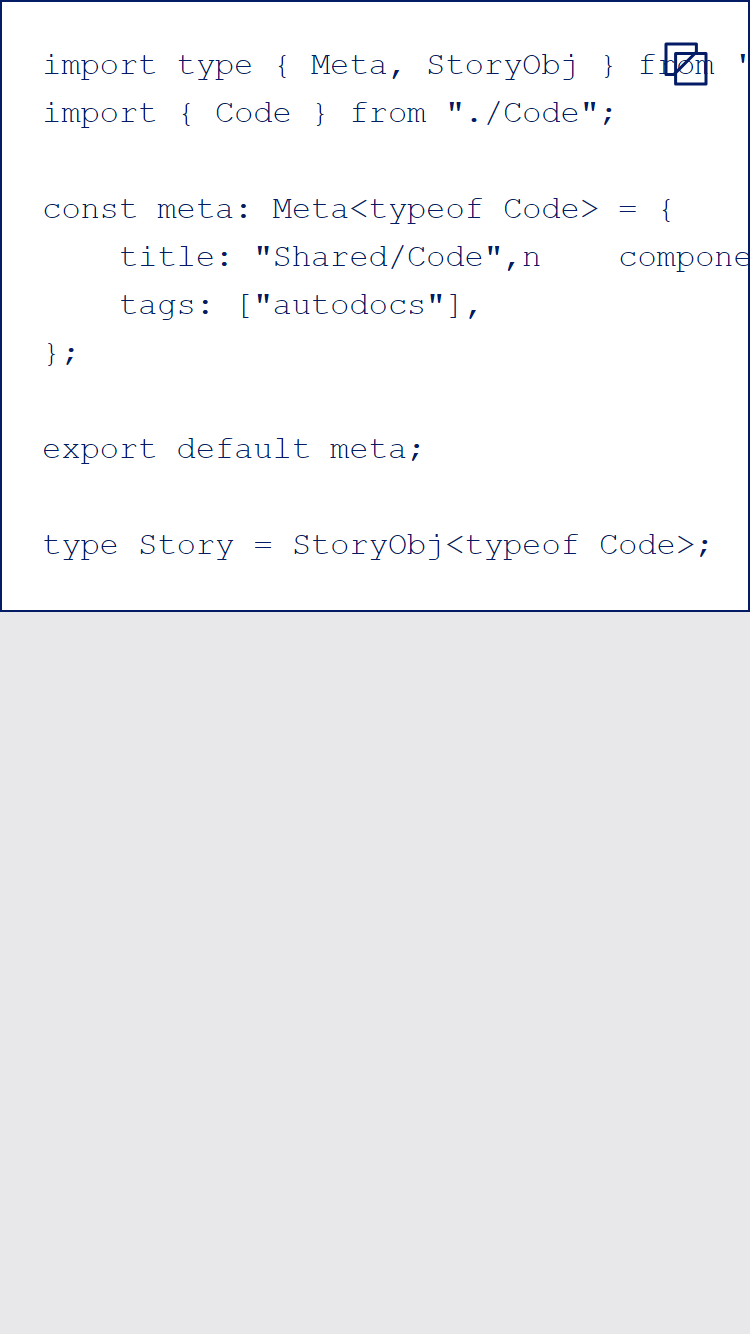 import type { Meta, StoryObj } from "
import { Code } from "./Code";

const meta: Meta<typeof Code> = {
    title: "Shared/Code",n    compone
    tags: ["autodocs"],
};

export default meta;

type Story = StoryObj<typeof Code>;